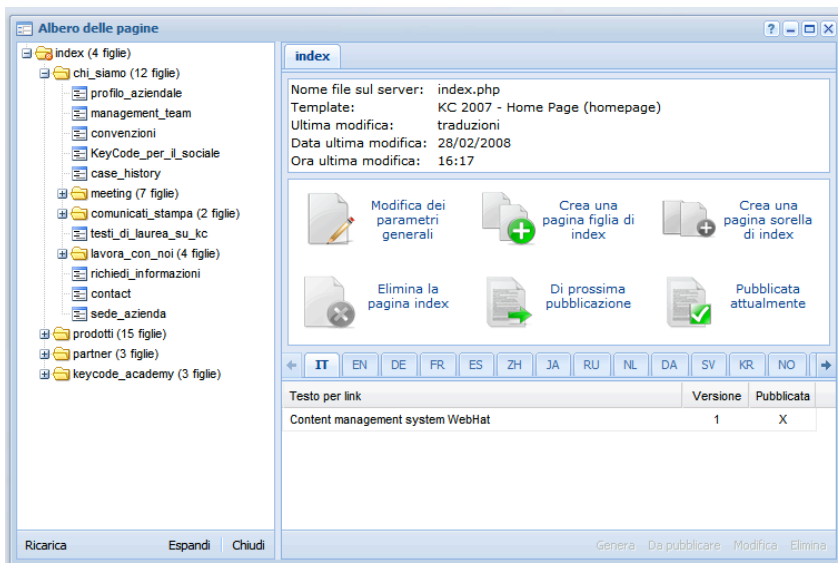 Albero delle pagine
index (4 figlie)
chi_siamo (12 figlie)
profilo_aziendale
management_team
convenzioni
KeyCode_per_il_sociale
case_history
meeting (7 figlie)
comunicati_stampa (2 figlie)
testi_di_laurea_su_kc
lavora_con_noi (4 figlie)
richiedi_informazioni
contact
sede_azienda
prodotti (15 figlie)
partner (3 figlie)
keycode_academy (3 figlie)
Ricarica Espandi Chiudi
index
Nome file sul server: index.php
Template: KC 2007 - Home Page (homepage)
Ultima modifica: traduzioni
Data ultima modifica: 28/02/2008
Ora ultima modifica: 16:17
Modifica dei
parametri
generali
Crea una
pagina figlia di
index
Crea una
pagina sorella
di index
Elimina la
pagina index
Di prossima
pubblicazione
Pubblicata
attualmente
IT EN DE FR ES ZH JA RU NL DA SV KR NO
Testo per link Versione Pubblicata
Content management system WebHat 1 X
Genera Da pubblicare Modifica Elimina